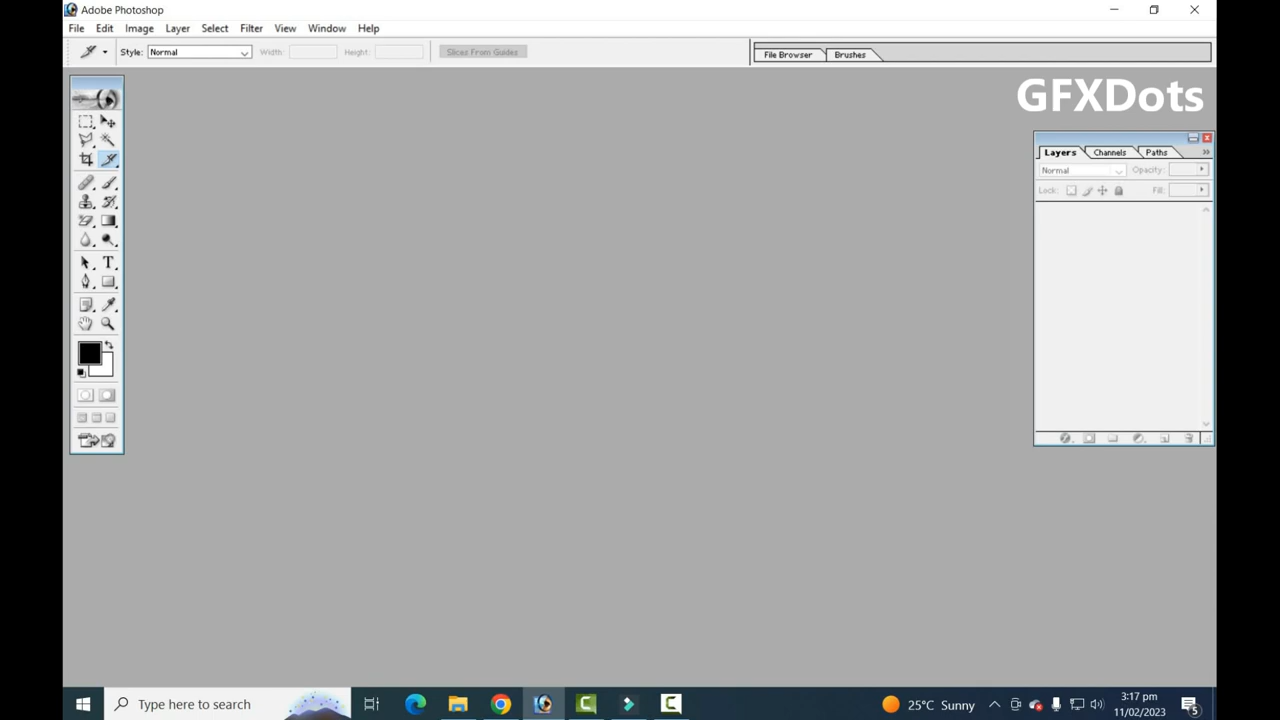 Adobe Photoshop
File Edit Image Layer Select Filter View Window Help
Style: Normal Width: Height: Slices From Guides File Browser Brushes
GFXDots
Layers Channels Paths
Normal Opacity:
Lock: Fill:
T
Type here to search
25°C Sunny
3:17 pm
11/02/2023
5